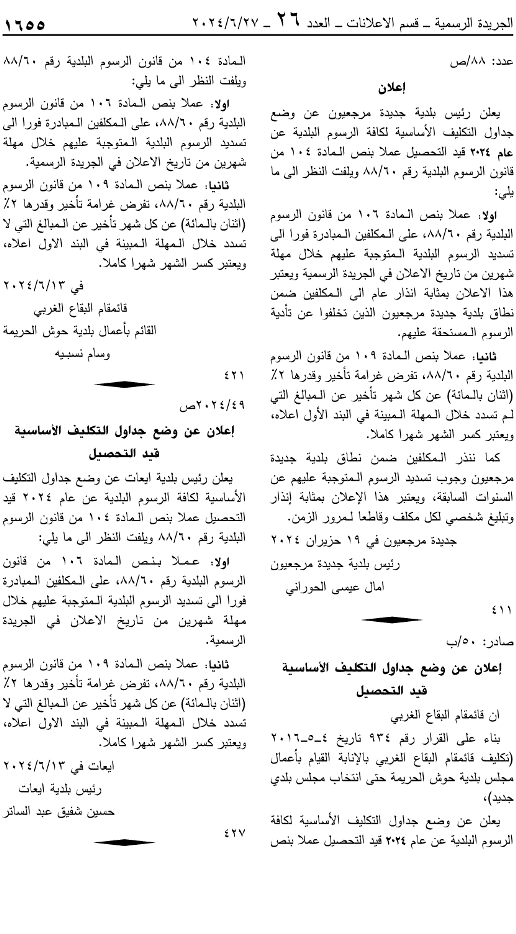 الجريدة الرسمية ــ قسم الاعلانات ــ العدد ٢٦ ــ ٢٠٢٤/٦/٢٧
١٦٥٥
عدد: ٨٨/ص
إعلان
يعلن رئيس بلدية جديدة مرجعيون عن وضع
جداول التكليف الأساسية لكافة الرسوم البلدية عن
عام ٢٠٢٤ قيد التحصيل عملا بنص المادة ١٠٤ من
قانون الرسوم البلدية رقم ٨٨/٦٠ ويلفت النظر الى ما
يلي:
اولا: عملا بنص المادة ١٠٦ من قانون الرسوم
البلدية رقم ٨٨/٦٠، على المكلفين المبادرة فورا الى
تسديد الرسوم البلدية المتوجبة عليهم خلال مهلة
شهرين من تاريخ الاعلان في الجريدة الرسمية ويعتبر
هذا الاعلان بمثابة انذار عام الى المكلفين ضمن
نطاق بلدية جديدة مرجعيون الذين تخلفوا عن تأدية
الرسوم المستحقة عليهم.
ثانيا: عملا بنص المادة ١٠٩ من قانون الرسوم
البلدية رقم ٨٨/٦٠، تفرض غرامة تأخير وقدرها ٢٪
(اثنان بالمائة) عن كل شهر تأخير عن المبالغ التي
لم تسدد خلال المهلة المبينة في البند الأول اعلاه،
ويعتبر كسر الشهر شهرا كاملا.
كما ننذر المكلفين ضمن نطاق بلدية جديدة
مرجعيون وجوب تسديد الرسوم المتوجبة عليهم عن
السنوات السابقة، ويعتبر هذا الإعلان بمثابة إنذار
وتبليغ شخصي لكل مكلف وقاطعا لمرور الزمن.
جديدة مرجعيون في ١٩ حزيران ٢٠٢٤
رئيس بلدية جديدة مرجعيون
امال عيسى الحوراني
٤١١
صادر: ٥٠/ب
إعلان عن وضع جداول التكليف الأساسية
قيد التحصيل
ان قائمقام البقاع الغربي
بناء على القرار رقم ٩٣٤ تاريخ ٤ــ٥ــ٢٠١٦
(تكليف قائمقام البقاع الغربي بالإنابة القيام بأعمال
مجلس بلدية حوش الحريمة حتى انتخاب مجلس بلدي
جديد)،
يعلن عن وضع جداول التكليف الأساسية لكافة
الرسوم البلدية عن عام ٢٠٢٤ قيد التحصيل عملا بنص
المادة ١٠٤ من قانون الرسوم البلدية رقم ٨٨/٦٠
ويلفت النظر الى ما يلي:
اولا: عملا بنص المادة ١٠٦ من قانون الرسوم
البلدية رقم ٨٨/٦٠، على المكلفين المبادرة فورا الى
تسديد الرسوم البلدية المتوجبة عليهم خلال مهلة
شهرين من تاريخ الاعلان في الجريدة الرسمية.
ثانيا: عملا بنص المادة ١٠٩ من قانون الرسوم
البلدية رقم ٨٨/٦٠، تفرض غرامة تأخير وقدرها ٢٪
(اثنان بالمائة) عن كل شهر تأخير عن المبالغ التي لا
تسدد خلال المهلة المبينة في البند الاول اعلاه،
ويعتبر كسر الشهر شهرا كاملا.
في ٢٠٢٤/٦/١٣
قائمقام البقاع الغربي
القائم بأعمال بلدية حوش الحريمة
وسام نسبيه
٤٢١
٢٠٢٤/٤٩ص
إعلان عن وضع جداول التكليف الأساسية
قيد التحصيل
يعلن رئيس بلدية ايعات عن وضع جداول التكليف
الأساسية لكافة الرسوم البلدية عن عام ٢٠٢٤ قيد
التحصيل عملا بنص المادة ١٠٤ من قانون الرسوم
البلدية رقم ٨٨/٦٠ ويلفت النظر الى ما يلي:
اولا: عملا بنص المادة ١٠٦ من قانون
الرسوم البلدية رقم ٨٨/٦٠، على المكلفين المبادرة
فورا الى تسديد الرسوم البلدية المتوجبة عليهم خلال
مهلة شهرين من تاريخ الاعلان في الجريدة
الرسمية.
ثانيا: عملا بنص المادة ١٠٩ من قانون الرسوم
البلدية رقم ٨٨/٦٠، تفرض غرامة تأخير وقدرها ٢٪
(اثنان بالمائة) عن كل شهر تأخير عن المبالغ التي لا
تسدد خلال المهلة المبينة في البند الاول اعلاه،
ويعتبر كسر الشهر شهرا كاملا.
ايعات في ٢٠٢٤/٦/١٣
رئيس بلدية ايعات
حسين شفيق عبد الساتر
٤٢٧